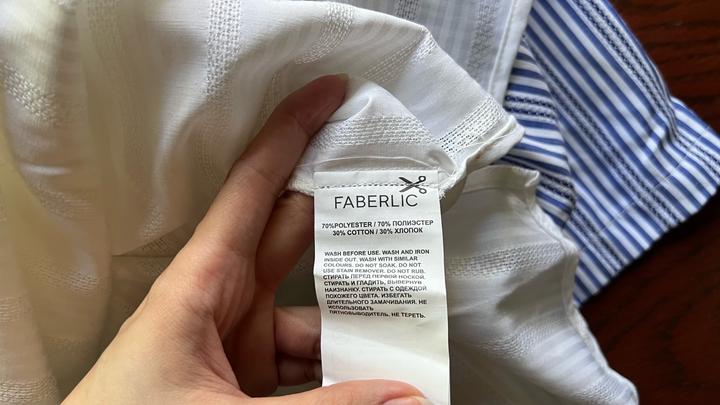 FABERLIC
70%POLYESTER / 70% ПОЛИЭСТЕР
30% COTTON / 30% ХЛОПОК
WASH BEFORE USE. WASH AND IRON
INSIDE OUT. WASH WITH SIMILAR
COLOURS. DO NOT SOAK. DO NOT
USE STAIN REMOVER. DO NOT RUB.
СТИРАТЬ ПЕРЕД ПЕРВОЙ НОСКОЙ.
СТИРАТЬ И ГЛАДИТЬ, ВЫВЕРНУВ
НАИЗНАНКУ. СТИРАТЬ С ОДЕЖДОЙ
ПОХОЖЕГО ЦВЕТА. ИЗБЕГАТЬ
ДЛИТЕЛЬНОГО ЗАМАЧИВАНИЯ. НЕ
ИСПОЛЬЗОВАТЬ
ПЯТНОВЫВОДИТЕЛЬ. НЕ ТЕРЕТЬ.